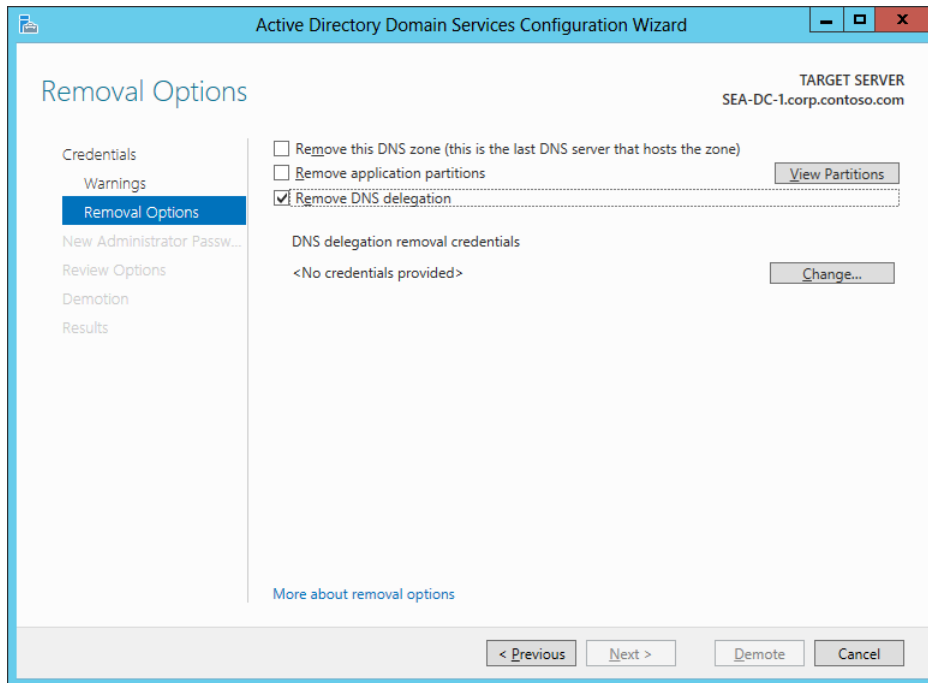 Active Directory Domain Services Configuration Wizard
Removal Options
TARGET SERVER
SEA-DC-1.corp.contoso.com
Credentials
Warnings
Removal Options
New Administrator Passw...
Review Options
Demotion
Results
Remove this DNS zone (this is the last DNS server that hosts the zone)
Remove application partitions
View Partitions
Remove DNS delegation
DNS delegation removal credentials
<No credentials provided>
Change...
More about removal options
< Previous
Next >
Demote
Cancel